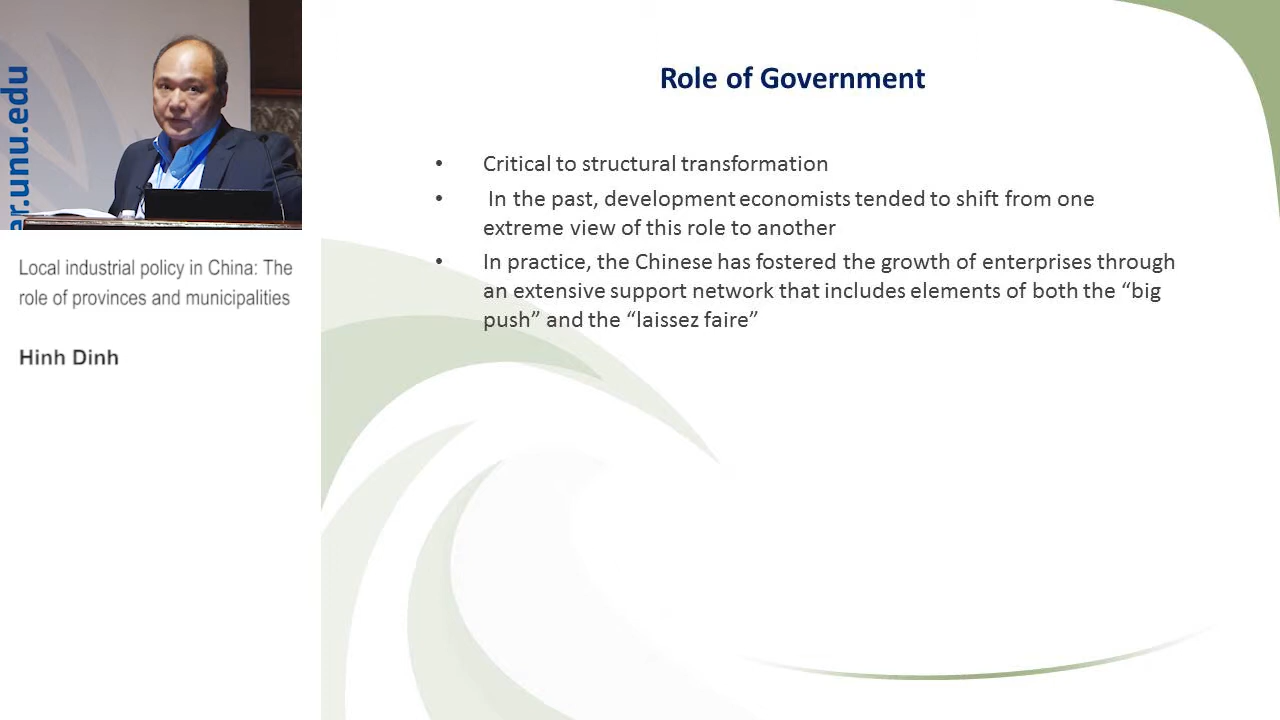 er.unu.edu
Local industrial policy in China: The
role of provinces and municipalities
Hinh Dinh
Role of Government
• Critical to structural transformation
• In the past, development economists tended to shift from one
extreme view of this role to another
• In practice, the Chinese has fostered the growth of enterprises through
an extensive support network that includes elements of both the “big
push” and the “laissez faire”